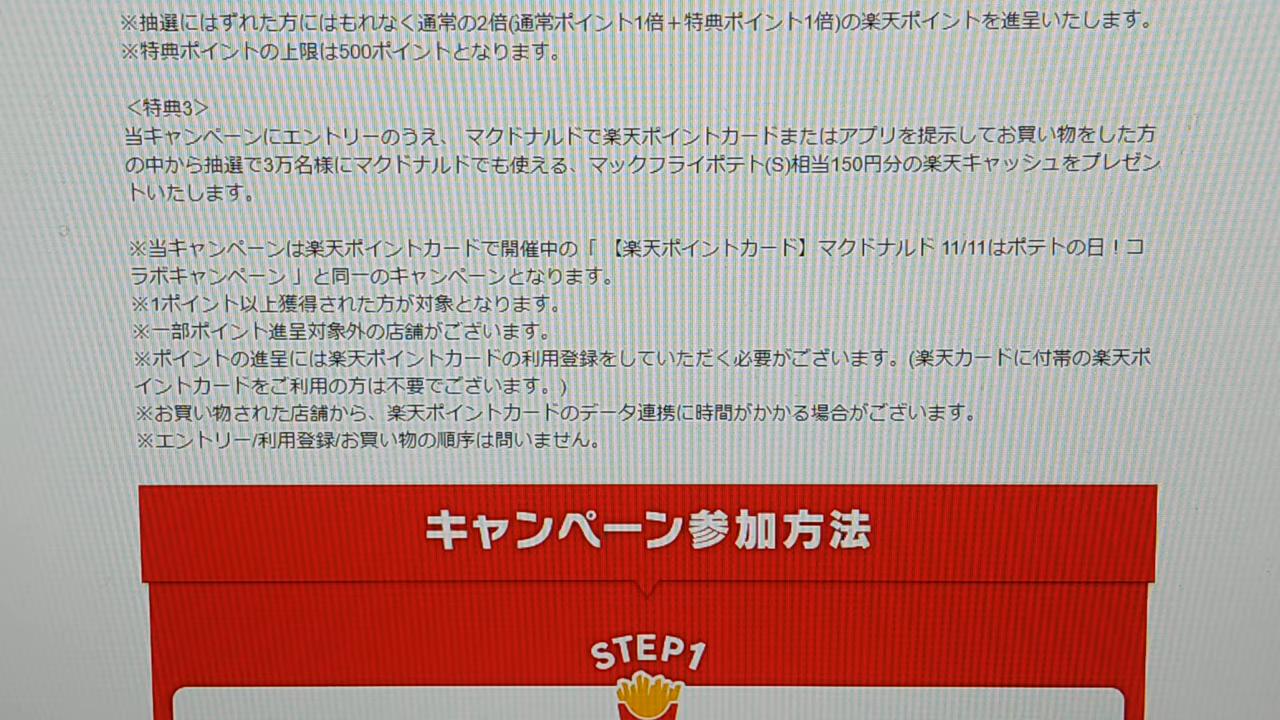 ※抽選にはずれた方にはもれなく通常の2倍(通常ポイント1倍＋特典ポイント1倍)の楽天ポイントを進呈いたします。
※特典ポイントの上限は500ポイントとなります。
＜特典3＞
当キャンペーンにエントリーのうえ、 マクドナルドで楽天ポイントカードまたはアプリを提示してお買い物をした方
の中から抽選で3万名様にマクドナルドでも使える、マックフライポテト(S)相当150円分の楽天キャッシュをプレゼン
トいたします。
※当キャンペーンは楽天ポイントカードで開催中の「 【楽天ポイントカード】マクドナルド 11/11はポテトの日！コ
ラボキャンペーン 」と同一のキャンペーンとなります。
※1ポイント以上獲得された方が対象となります。
※一部ポイント進呈対象外の店舗がございます。
※ポイントの進呈には楽天ポイントカードの利用登録をしていただく必要がございます。(楽天カードに付帯の楽天ポ
イントカードをご利用の方は不要でございます。)
※お買い物された店舗から、楽天ポイントカードのデータ連携に時間がかかる場合がございます。
※エントリー/利用登録/お買い物の順序は問いません。
キャンペーン参加方法
STEP1